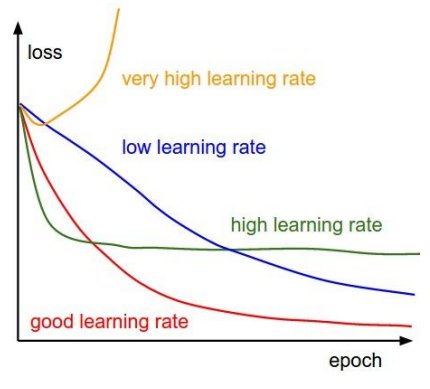 loss
very high learning rate
low learning rate
high learning rate
good learning rate
epoch